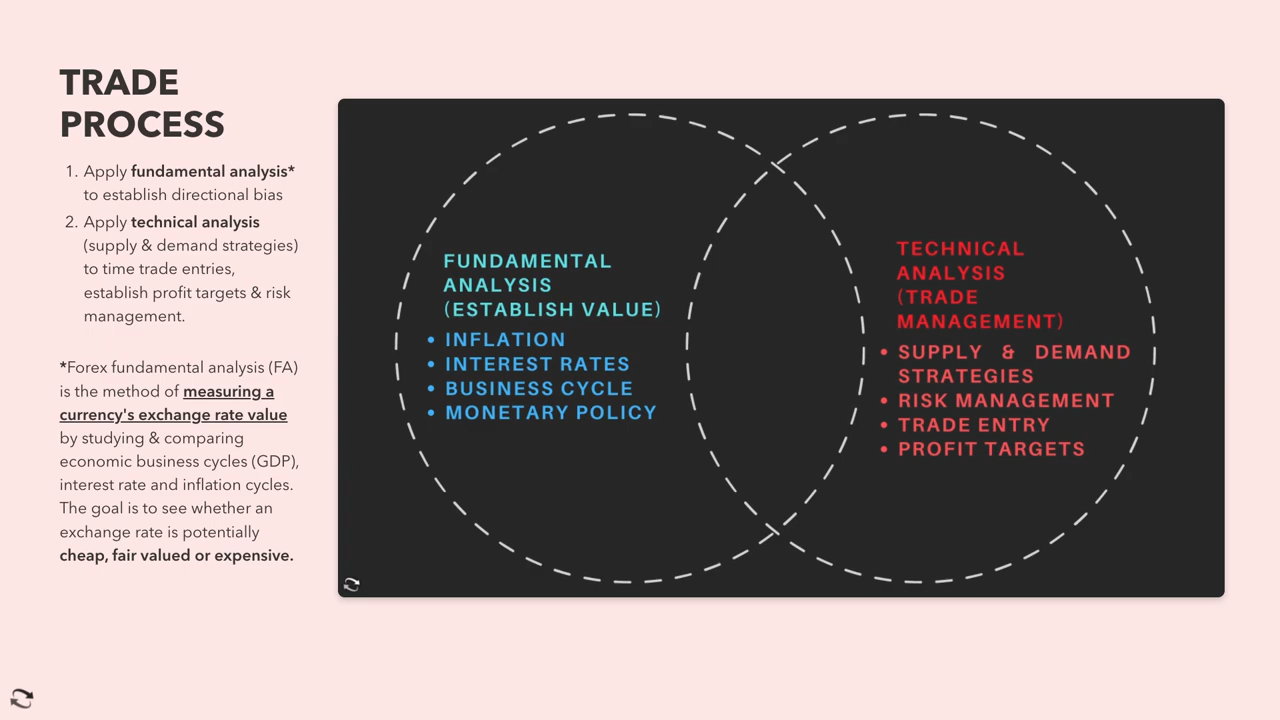 TRADE
PROCESS
1. Apply fundamental analysis*
to establish directional bias
2. Apply technical analysis
(supply & demand strategies)
to time trade entries,
establish profit targets & risk
management.
*Forex fundamental analysis (FA)
is the method of measuring a
currency's exchange rate value
by studying & comparing
economic business cycles (GDP),
interest rate and inflation cycles.
The goal is to see whether an
exchange rate is potentially
cheap, fair valued or expensive.
FUNDAMENTAL
ANALYSIS
(ESTABLISH VALUE)
• INFLATION
• INTEREST RATES
• BUSINESS CYCLE
• MONETARY POLICY
TECHNICAL
ANALYSIS
(TRADE
MANAGEMENT)
• SUPPLY & DEMAND
STRATEGIES
• RISK MANAGEMENT
• TRADE ENTRY
• PROFIT TARGETS